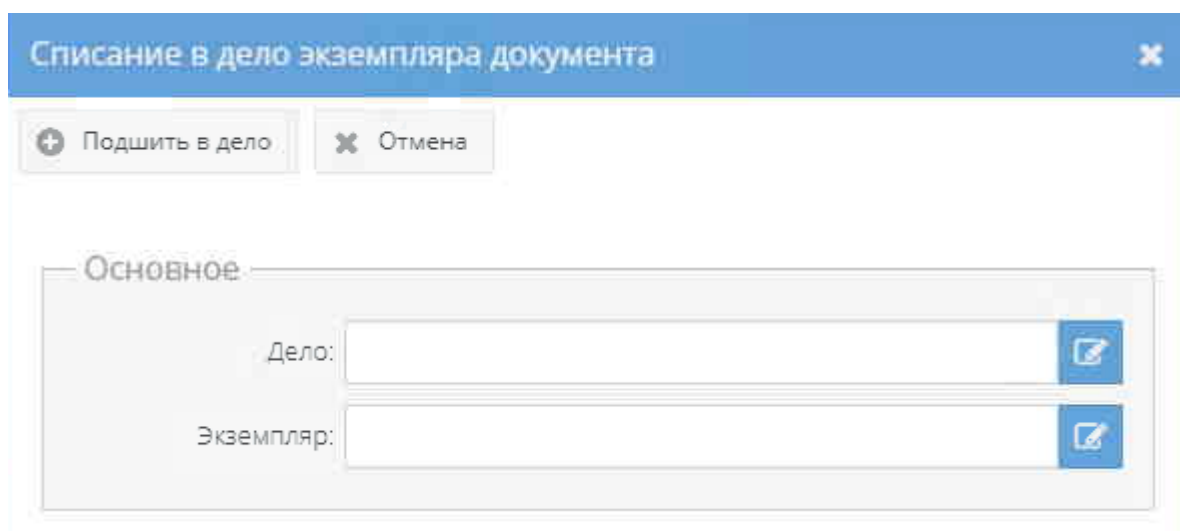 Списание в дело экземпляра документа
Подшить в дело Отмена
Основное
Дело:
Экземпляр: